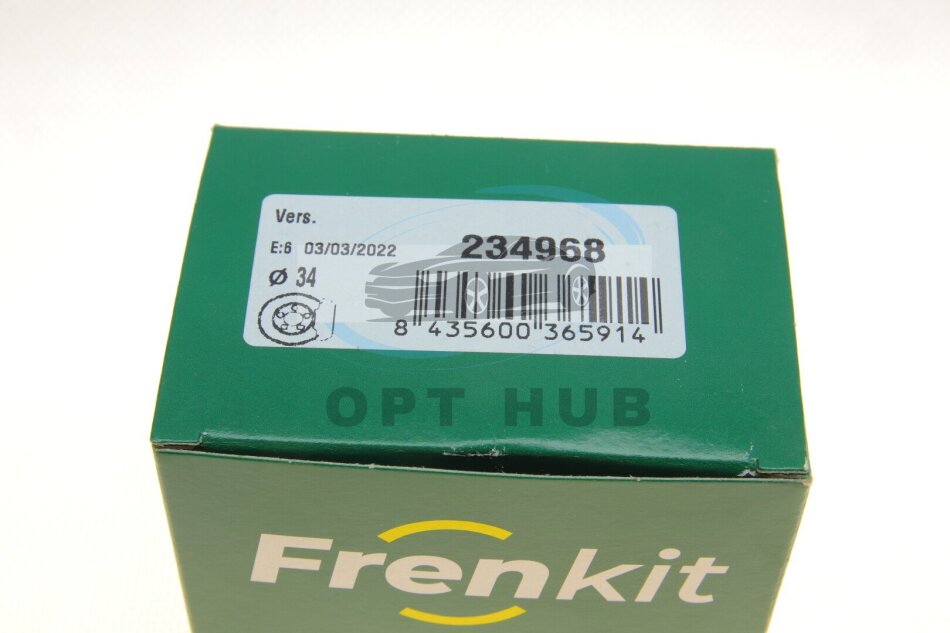 Vers.
E:6 03/03/2022 234968
Ø 34
8 435600 365914
OPT HUB
Frenkit